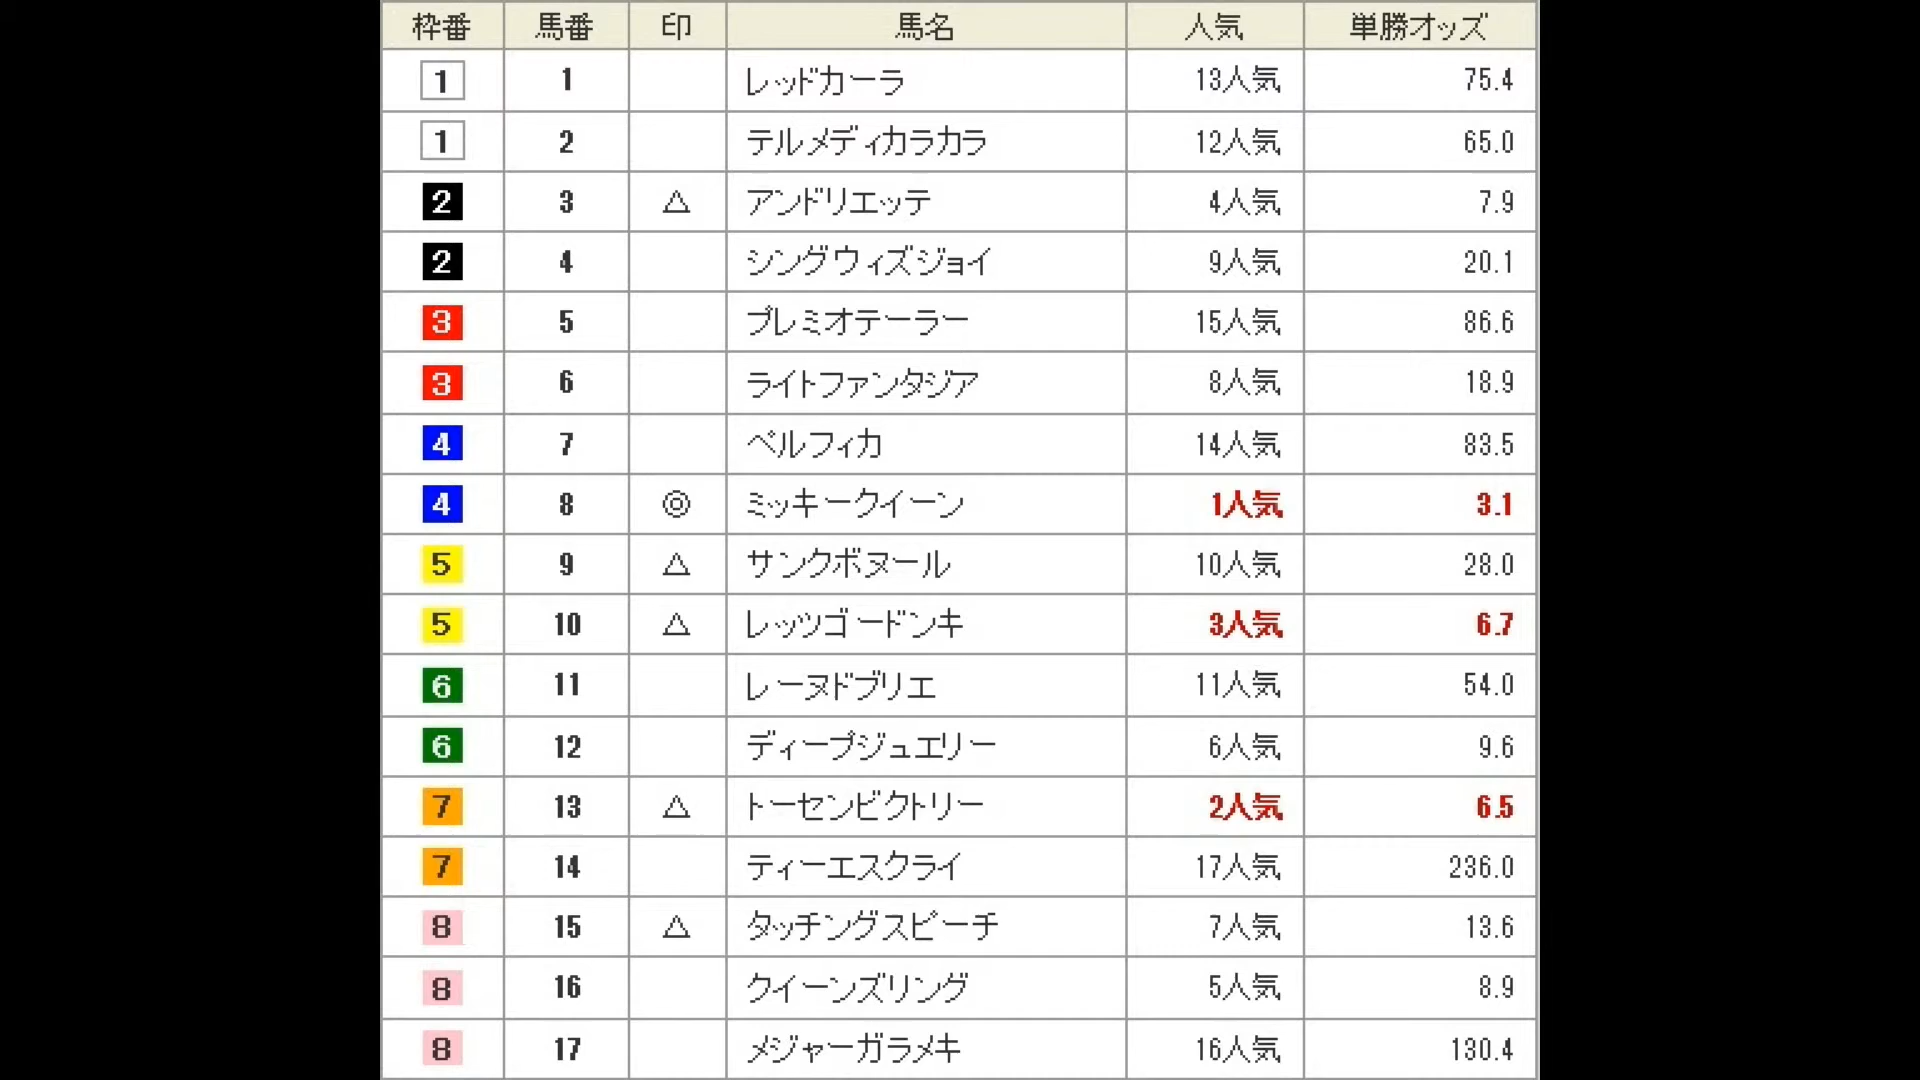 枠番 馬番 印 馬名 人気 単勝オッズ
1 1 レッドカーラ 13人気 75.4
1 2 テルメディカラカラ 12人気 65.0
2 3 △ アンドリエッテ 4人気 7.9
2 4 シングウィズジョイ 9人気 20.1
3 5 プレミオテーラー 15人気 86.6
3 6 ライトファンタジア 8人気 18.9
4 7 ペルフィカ 14人気 83.5
4 8 ◎ ミッキークイーン 1人気 3.1
5 9 △ サンクボヌール 10人気 28.0
5 10 △ レッツゴードンキ 3人気 6.7
6 11 レーヌドブリエ 11人気 54.0
6 12 ディープジュエリー 6人気 9.6
7 13 △ トーセンビクトリー 2人気 6.5
7 14 ティーエスクライ 17人気 236.0
8 15 △ タッチングスピーチ 7人気 13.6
8 16 クイーンズリング 5人気 8.9
8 17 メジャーガラメキ 16人気 130.4